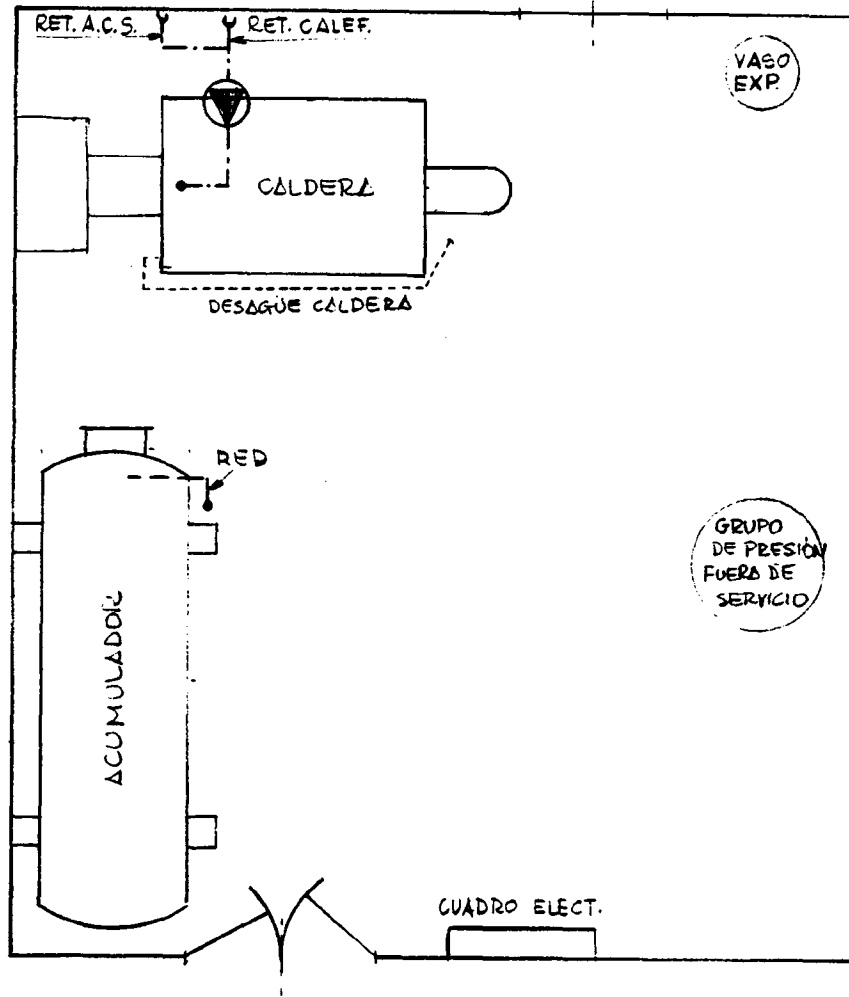 RET. A.C.S.
RET. CALEF.
VASO
EXP.
CALDERA
DESAGÜE CALDERA
RED
GRUPO
DE PRESIÓN
FUERA DE
SERVICIO
ACUMULADOR
CUADRO ELECT.